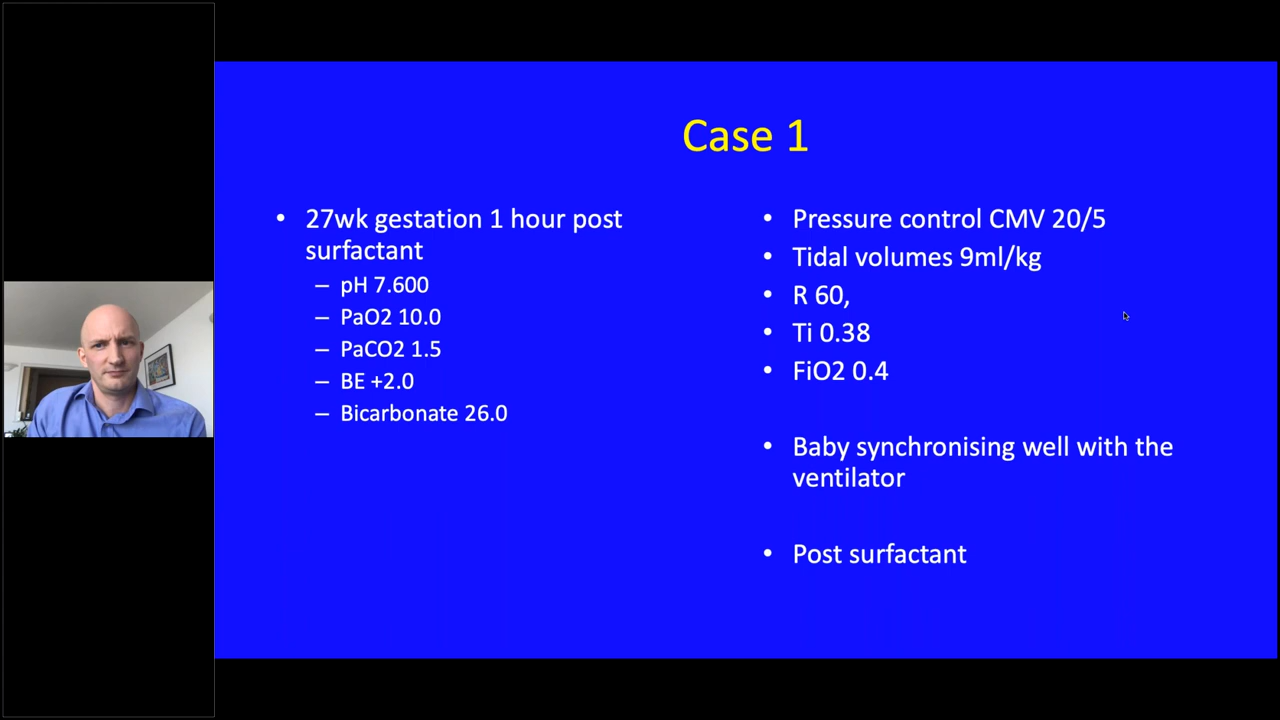 Case 1
• 27wk gestation 1 hour post
surfactant
– pH 7.600
– PaO2 10.0
– PaCO2 1.5
– BE +2.0
– Bicarbonate 26.0
• Pressure control CMV 20/5
• Tidal volumes 9ml/kg
• R 60,
• Ti 0.38
• FiO2 0.4
• Baby synchronising well with the
ventilator
• Post surfactant